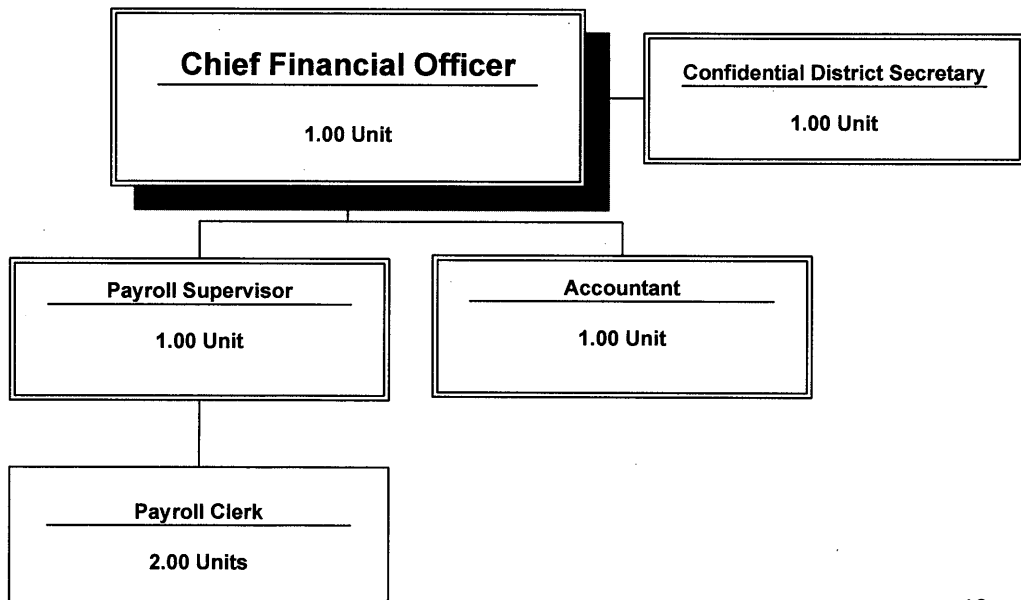 Chief Financial Officer
1.00 Unit
Confidential District Secretary
1.00 Unit
Payroll Supervisor
1.00 Unit
Accountant
1.00 Unit
Payroll Clerk
2.00 Units